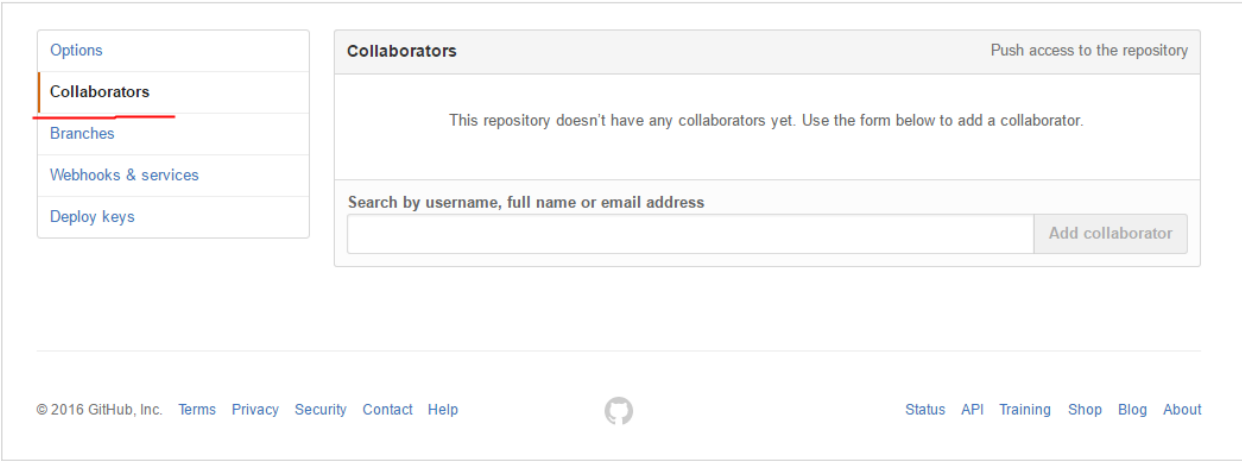 Options
Collaborators
Branches
Webhooks & services
Deploy keys
Collaborators
Push access to the repository
This repository doesn't have any collaborators yet. Use the form below to add a collaborator.
Search by username, full name or email address
Add collaborator
© 2016 GitHub, Inc. Terms Privacy Security Contact Help
Status API Training Shop Blog About